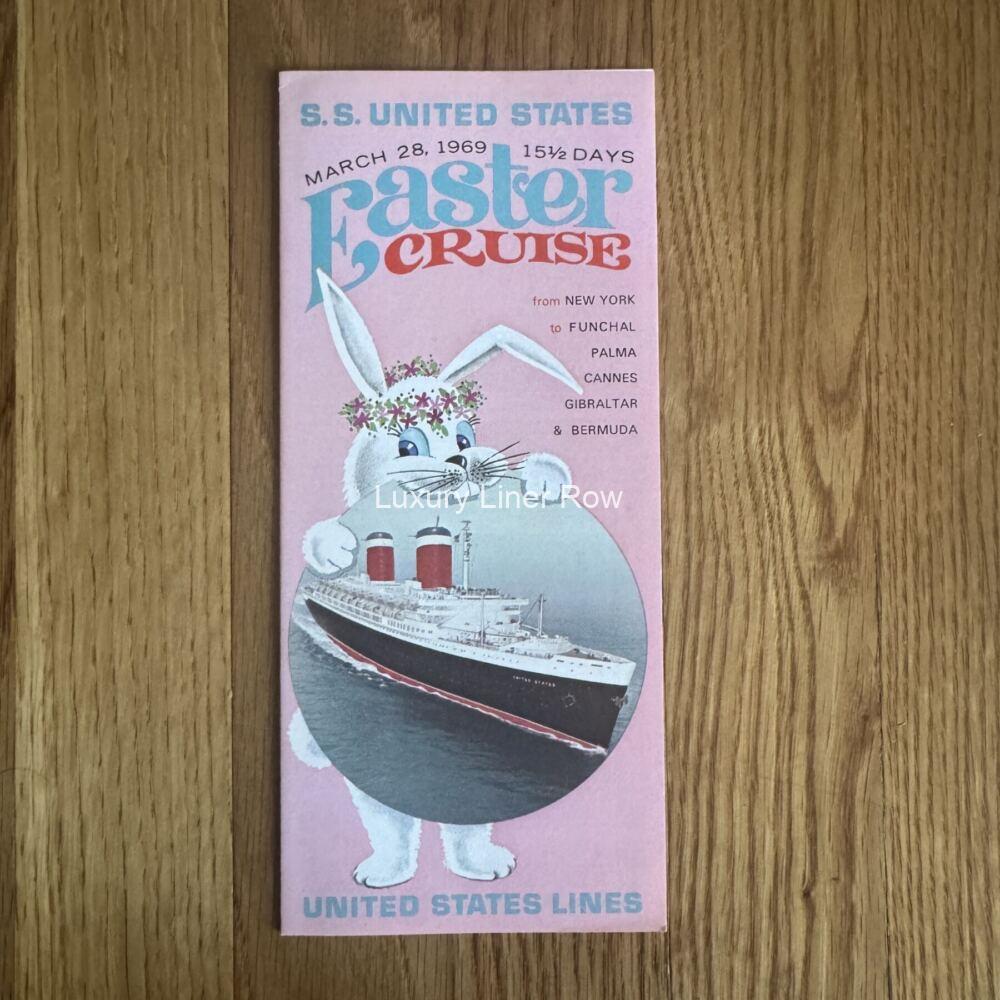 S.S. UNITED STATES
MARCH 28, 1969 15½ DAYS
Easter
CRUISE
from NEW YORK
to FUNCHAL
PALMA
CANNES
GIBRALTAR
& BERMUDA
Luxury Liner Row
UNITED STATES
UNITED STATES LINES